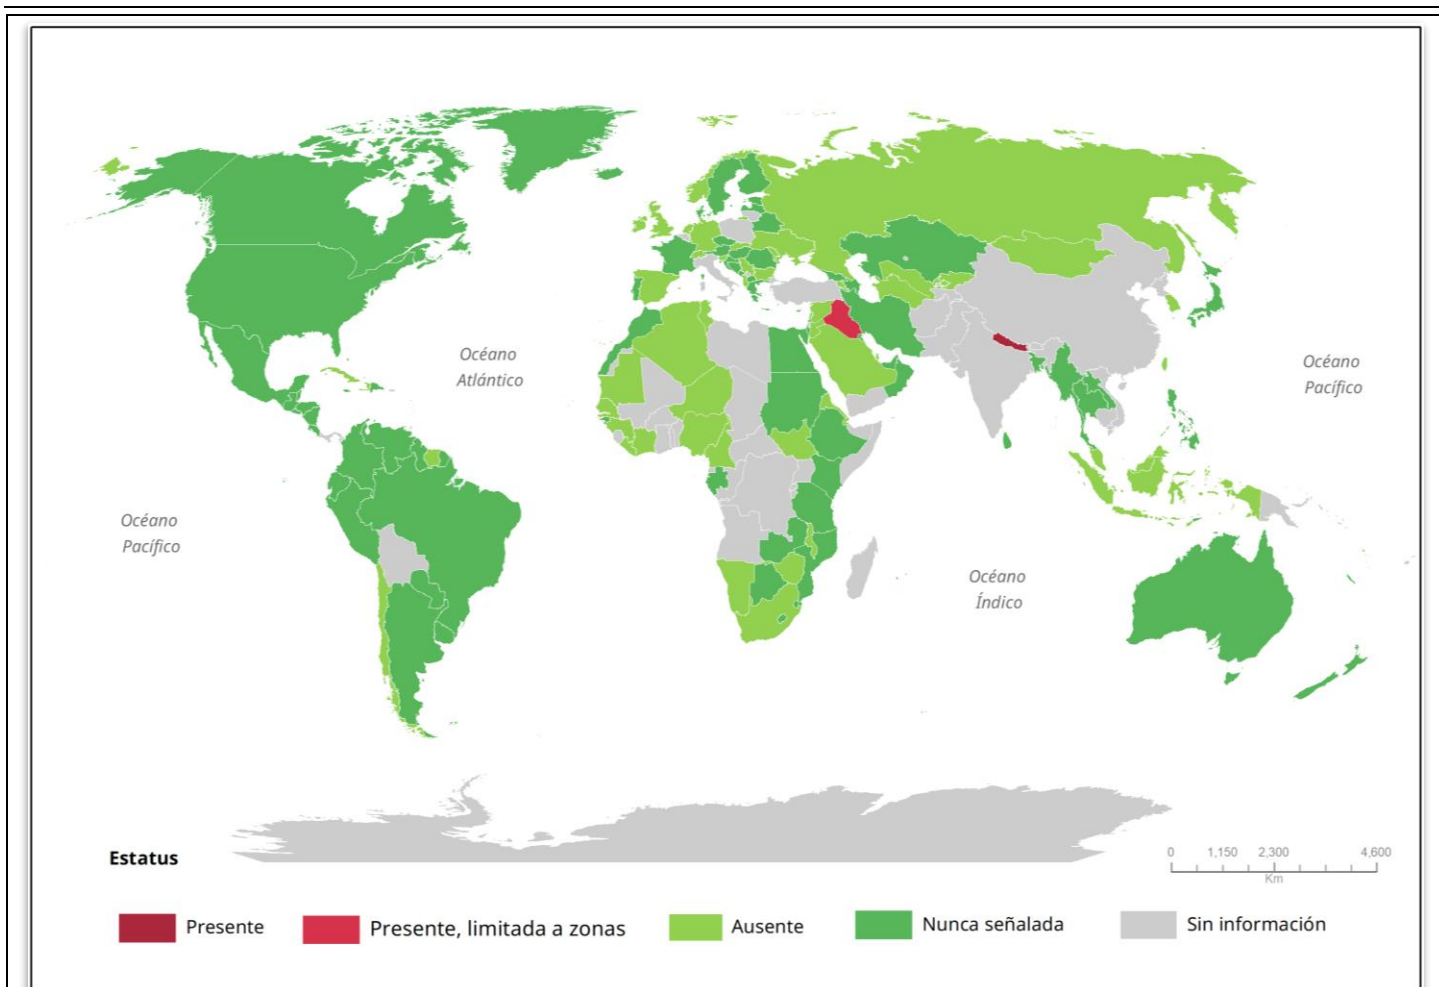 Océano
Atlántico
Océano
Pacífico
Océano
Pacífico
Océano
Índico
Estatus
0 1,150 2,300 4,600
Km
Presente
Presente, limitada a zonas
Ausente
Nunca señalada
Sin información